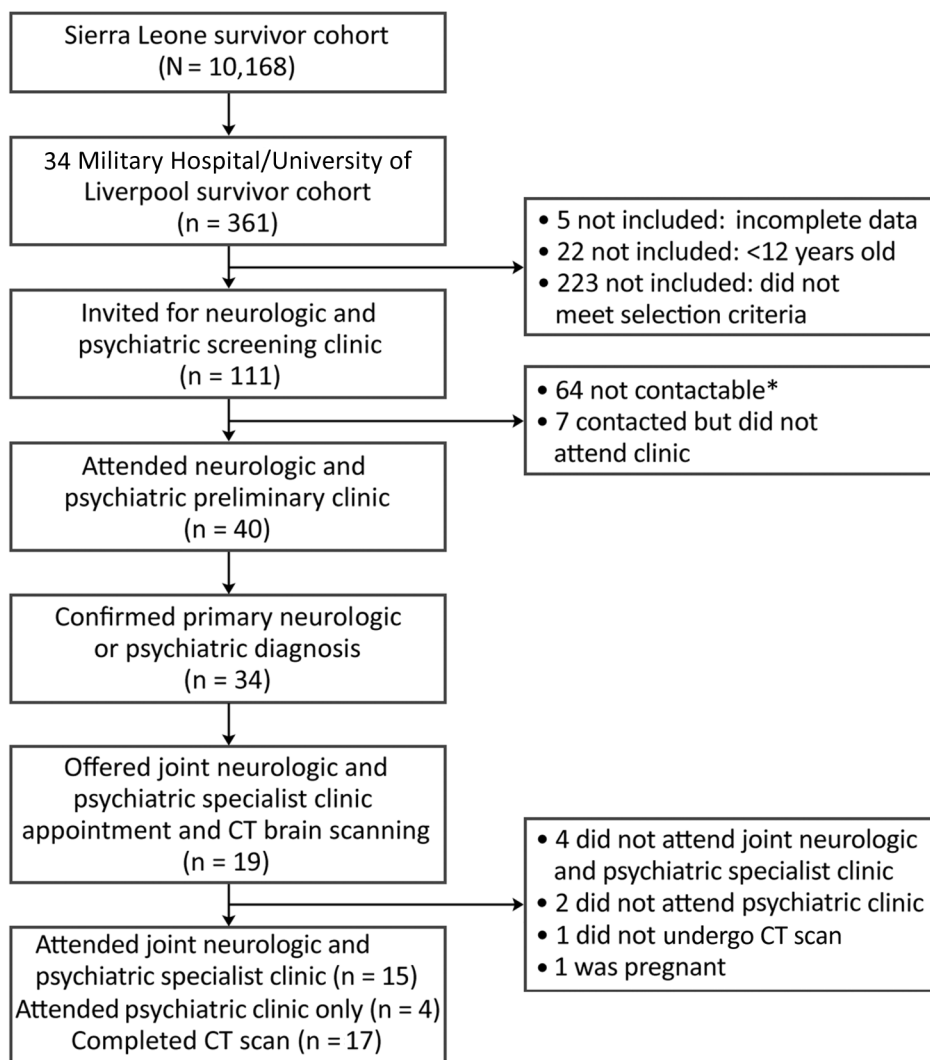 Sierra Leone survivor cohort
(N = 10,168)
34 Military Hospital/University of
Liverpool survivor cohort
(n = 361)
• 5 not included: incomplete data
• 22 not included: <12 years old
• 223 not included: did not
meet selection criteria
Invited for neurologic and
psychiatric screening clinic
(n = 111)
• 64 not contactable*
• 7 contacted but did not
attend clinic
Attended neurologic and
psychiatric preliminary clinic
(n = 40)
Confirmed primary neurologic
or psychiatric diagnosis
(n = 34)
Offered joint neurologic and
psychiatric specialist clinic
appointment and CT brain scanning
(n = 19)
• 4 did not attend joint neurologic
and psychiatric specialist clinic
• 2 did not attend psychiatric clinic
• 1 did not undergo CT scan
• 1 was pregnant
Attended joint neurologic and
psychiatric specialist clinic (n = 15)
Attended psychiatric clinic only (n = 4)
Completed CT scan (n = 17)